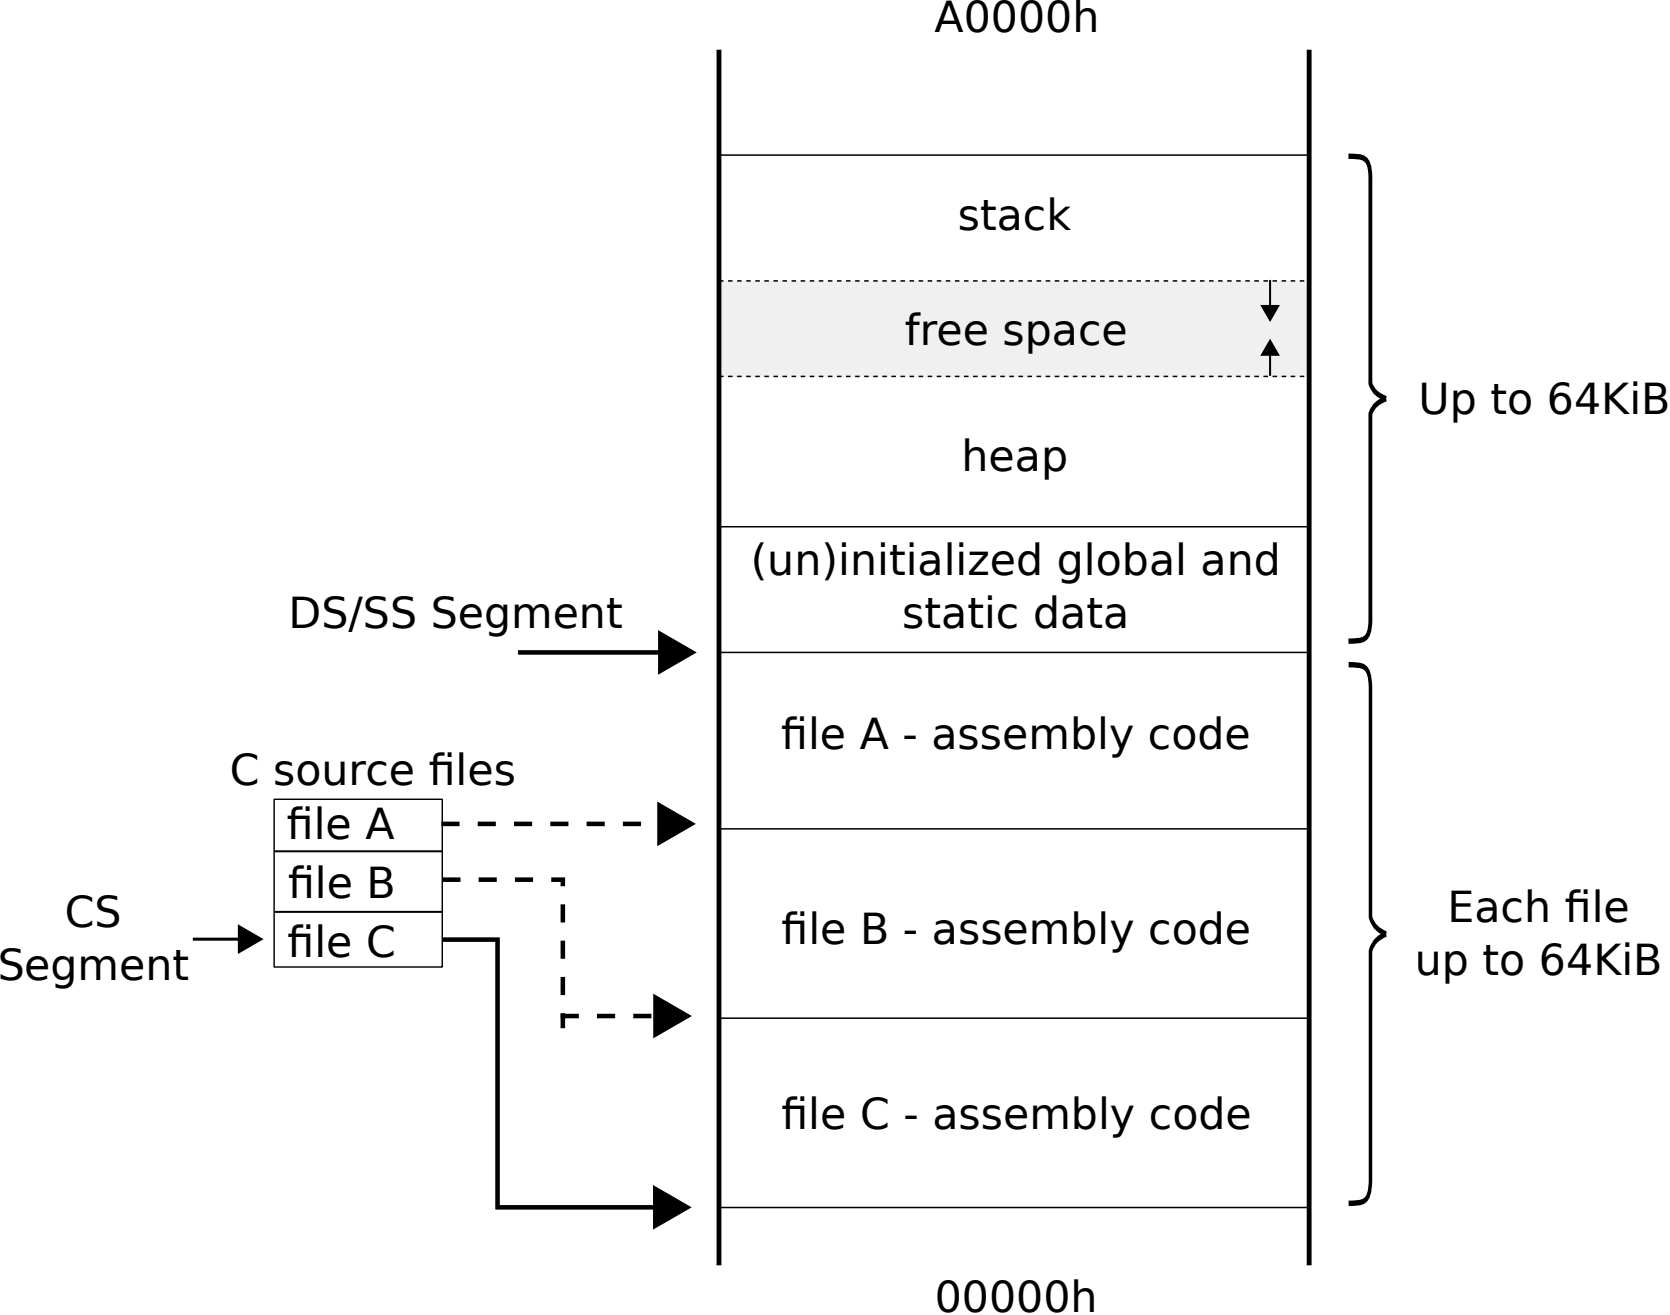 A0000h
stack
free space
Up to 64KiB
heap
(un)initialized global and
static data
DS/SS Segment
file A - assembly code
C source files
file A
file B
file C
CS
Segment
file B - assembly code
Each file
up to 64KiB
file C - assembly code
00000h